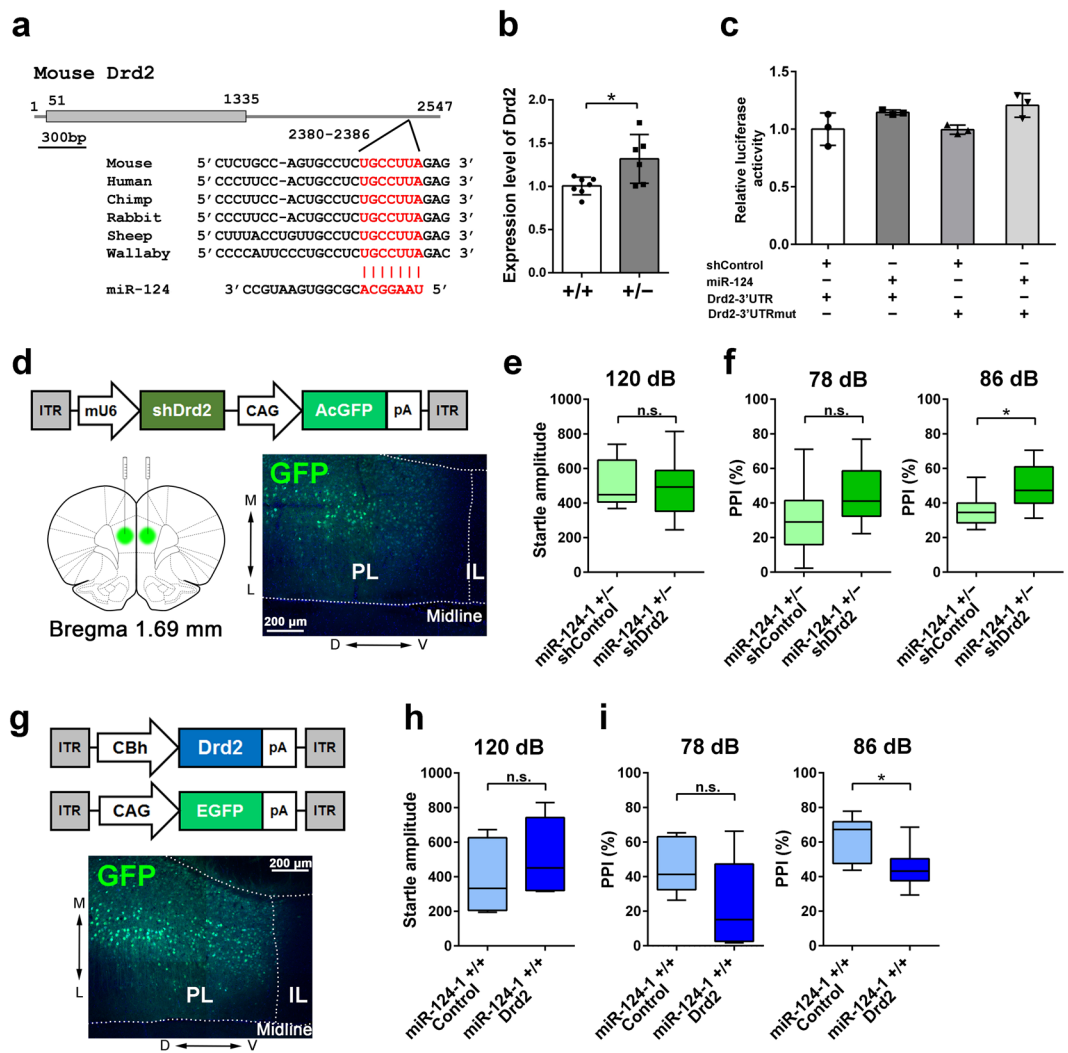 a
Mouse Drd2
1
51
1335
2547
300bp
2380-2386
Mouse 5′CUCUGCC-AGUGCCUCUGCCUUAGAG 3′
Human 5′CCCUUCC-ACUGCCUCUGCCUUAGAG 3′
Chimp 5′CCCUUCC-ACUGCCUCUGCCUUAGAG 3′
Rabbit 5′CCCUUCC-ACUGCCUCUGCCUUAGAG 3′
Sheep 5′CUUUACCUGUUGCCUCUGCCUUAGAG 3′
Wallaby 5′CCCCAUUCCCUGCCUCUGCCUUAGAC 3′
miR-124 3′CCGUAAGUGGCGCACGGAAU 5′
b
Expression level of Drd2
2.0
1.5
1.0
0.5
0.0
*
+/+
+/−
c
Relative luciferase
acticvity
1.5
1.0
0.5
0.0
shControl + − + −
miR-124 − + − +
Drd2-3'UTR + + − −
Drd2-3'UTRmut − − + +
d
ITR
mU6
shDrd2
CAG
AcGFP
pA
ITR
Bregma 1.69 mm
GFP
M
L
PL
IL
Midline
200 μm
D
V
e
120 dB
Startle amplitude
1000
800
600
400
200
0
n.s.
miR-124-1 +/−
shControl
miR-124-1 +/−
shDrd2
f
78 dB
PPI (%)
100
80
60
40
20
0
n.s.
miR-124-1 +/−
shControl
miR-124-1 +/−
shDrd2
86 dB
PPI (%)
100
80
60
40
20
0
*
miR-124-1 +/−
shControl
miR-124-1 +/−
shDrd2
g
ITR
CBh
Drd2
pA
ITR
ITR
CAG
EGFP
pA
ITR
GFP
200 μm
M
L
PL
IL
Midline
D
V
h
120 dB
Startle amplitude
1000
800
600
400
200
0
n.s.
miR-124-1 +/+
Control
miR-124-1 +/+
Drd2
i
78 dB
PPI (%)
100
80
60
40
20
0
n.s.
miR-124-1 +/+
Control
miR-124-1 +/+
Drd2
86 dB
PPI (%)
100
80
60
40
20
0
*
miR-124-1 +/+
Control
miR-124-1 +/+
Drd2